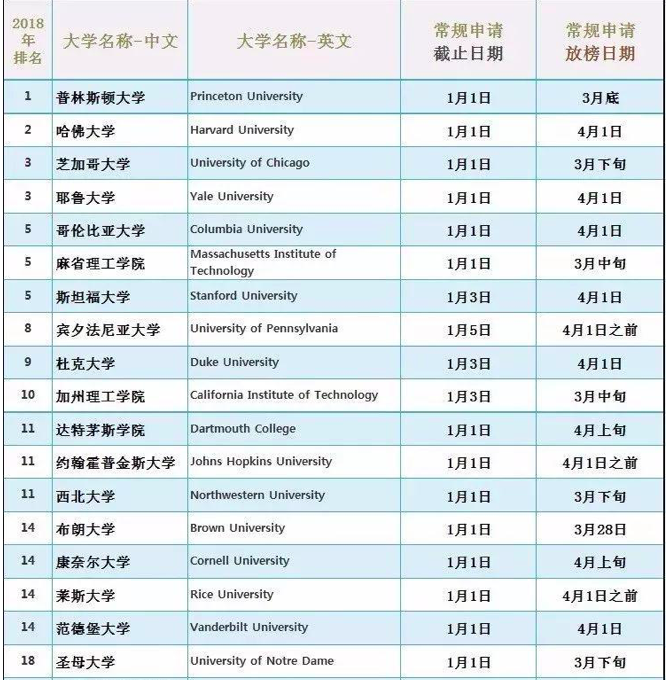 2018年排名 大学名称-中文 大学名称-英文 常规申请截止日期 常规申请放榜日期
1 普林斯顿大学 Princeton University 1月1日 3月底
2 哈佛大学 Harvard University 1月1日 4月1日
3 芝加哥大学 University of Chicago 1月1日 3月下旬
3 耶鲁大学 Yale University 1月1日 4月1日
5 哥伦比亚大学 Columbia University 1月1日 4月1日
5 麻省理工学院 Massachusetts Institute of Technology 1月1日 3月中旬
5 斯坦福大学 Stanford University 1月3日 4月1日
8 宾夕法尼亚大学 University of Pennsylvania 1月5日 4月1日之前
9 杜克大学 Duke University 1月3日 4月1日
10 加州理工学院 California Institute of Technology 1月3日 3月中旬
11 达特茅斯学院 Dartmouth College 1月1日 4月上旬
11 约翰霍普金斯大学 Johns Hopkins University 1月1日 4月1日之前
11 西北大学 Northwestern University 1月1日 3月下旬
14 布朗大学 Brown University 1月1日 3月28日
14 康奈尔大学 Cornell University 1月1日 4月上旬
14 莱斯大学 Rice University 1月1日 4月1日之前
14 范德堡大学 Vanderbilt University 1月1日 4月1日
18 圣母大学 University of Notre Dame 1月1日 3月下旬